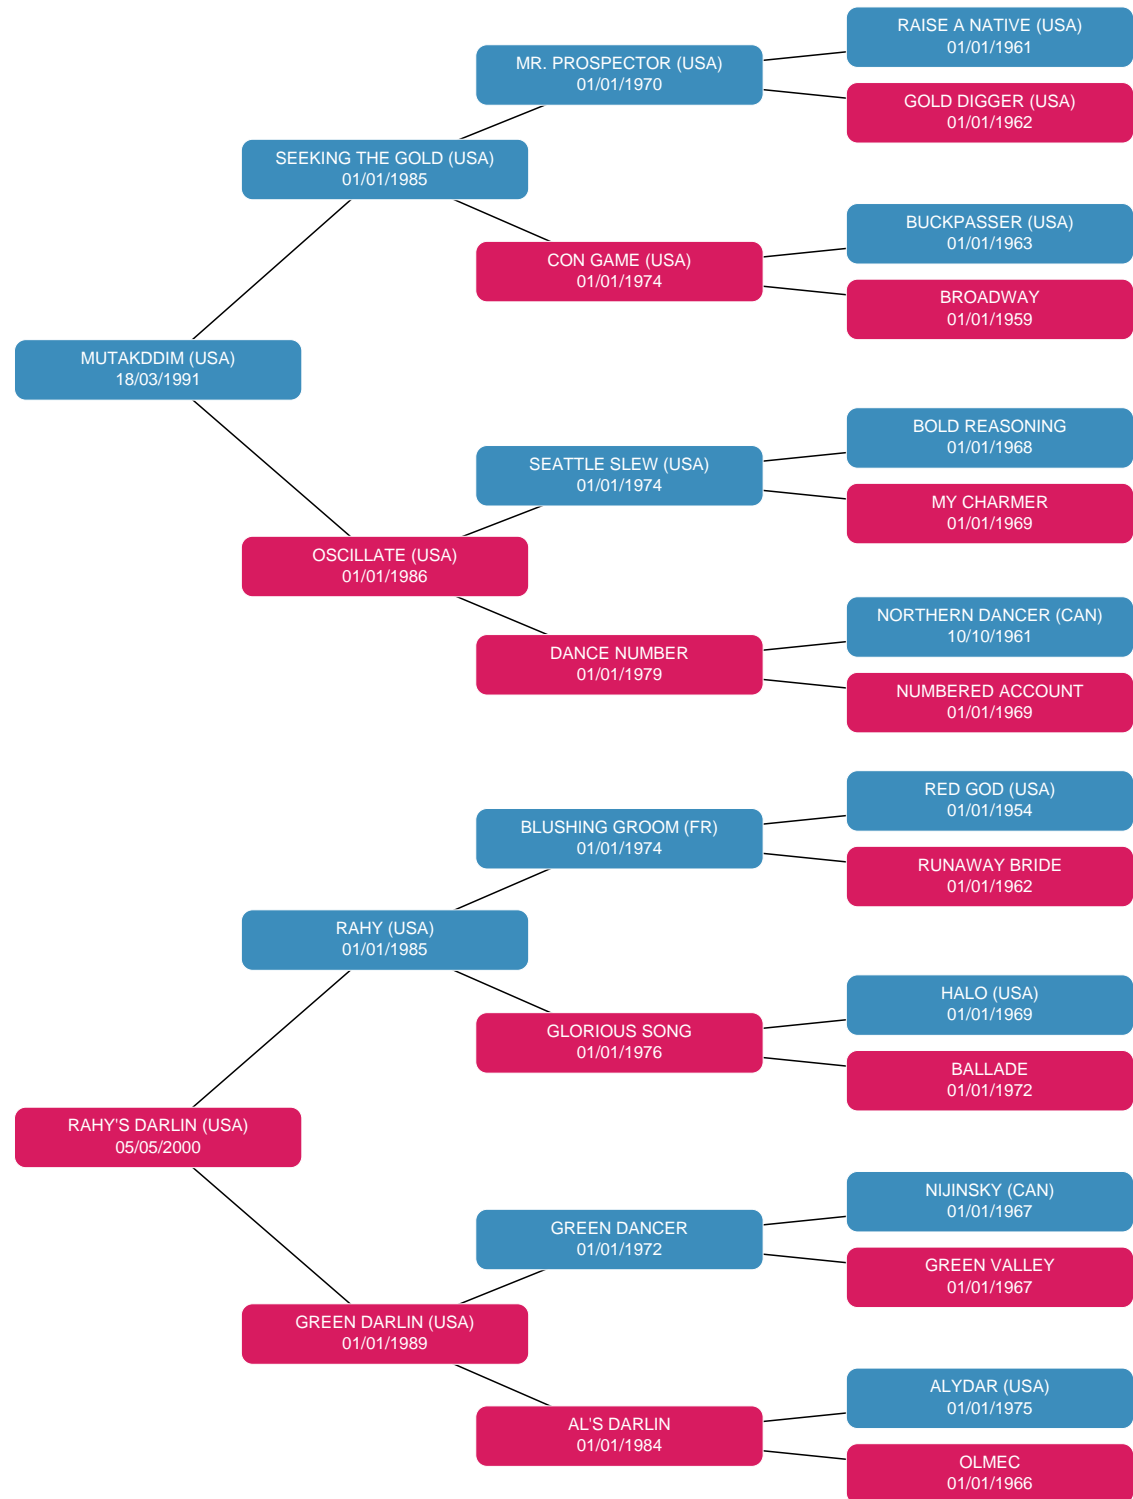 RAISE A NATIVE (USA)
01/01/1961
MR. PROSPECTOR (USA)
01/01/1970
GOLD DIGGER (USA)
01/01/1962
SEEKING THE GOLD (USA)
01/01/1985
BUCKPASSER (USA)
01/01/1963
CON GAME (USA)
01/01/1974
BROADWAY
01/01/1959
MUTAKDDIM (USA)
18/03/1991
BOLD REASONING
01/01/1968
SEATTLE SLEW (USA)
01/01/1974
MY CHARMER
01/01/1969
OSCILLATE (USA)
01/01/1986
NORTHERN DANCER (CAN)
10/10/1961
DANCE NUMBER
01/01/1979
NUMBERED ACCOUNT
01/01/1969
RED GOD (USA)
01/01/1954
BLUSHING GROOM (FR)
01/01/1974
RUNAWAY BRIDE
01/01/1962
RAHY (USA)
01/01/1985
HALO (USA)
01/01/1969
GLORIOUS SONG
01/01/1976
BALLADE
01/01/1972
RAHY'S DARLIN (USA)
05/05/2000
NIJINSKY (CAN)
01/01/1967
GREEN DANCER
01/01/1972
GREEN VALLEY
01/01/1967
GREEN DARLIN (USA)
01/01/1989
ALYDAR (USA)
01/01/1975
AL'S DARLIN
01/01/1984
OLMEC
01/01/1966